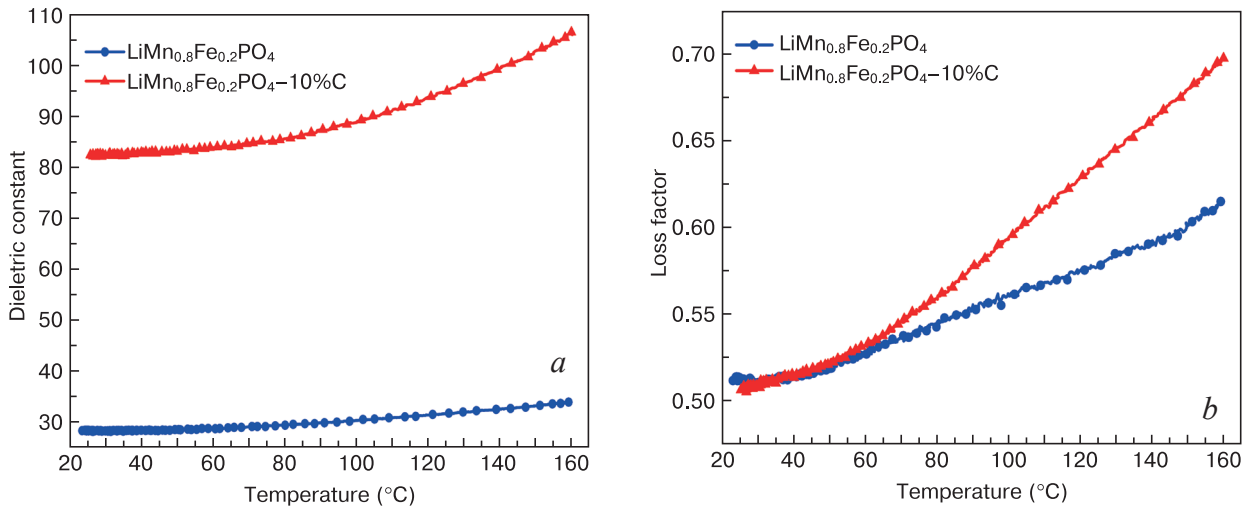 110
100
90
80
70
60
50
40
30
Dieletric constant
LiMn0.8Fe0.2PO4
LiMn0.8Fe0.2PO4–10%C
a
20 40 60 80 100 120 140 160
Temperature (°C)
0.70
0.65
0.60
0.55
0.50
Loss factor
LiMn0.8Fe0.2PO4
LiMn0.8Fe0.2PO4–10%C
b
20 40 60 80 100 120 140 160
Temperature (°C)